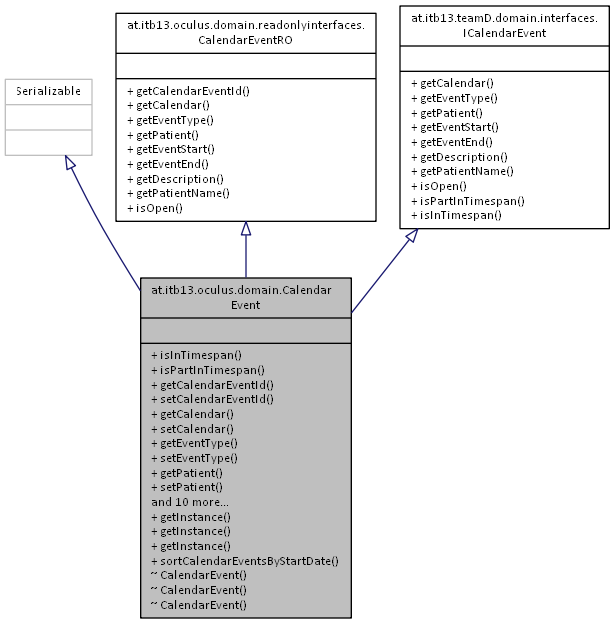 Serializable
at.itb13.oculus.domain.readonlyinterfaces.
CalendarEventRO
+ getCalendarEventId()
+ getCalendar()
+ getEventType()
+ getPatient()
+ getEventStart()
+ getEventEnd()
+ getDescription()
+ getPatientName()
+ isOpen()
at.itb13.teamD.domain.interfaces.
ICalendarEvent
+ getCalendar()
+ getEventType()
+ getPatient()
+ getEventStart()
+ getEventEnd()
+ getDescription()
+ getPatientName()
+ isOpen()
+ isPartInTimespan()
+ isInTimespan()
at.itb13.oculus.domain.Calendar
Event
+ isInTimespan()
+ isPartInTimespan()
+ getCalendarEventId()
+ setCalendarEventId()
+ getCalendar()
+ setCalendar()
+ getEventType()
+ setEventType()
+ getPatient()
+ setPatient()
and 10 more...
+ getInstance()
+ getInstance()
+ getInstance()
+ sortCalendarEventsByStartDate()
~ CalendarEvent()
~ CalendarEvent()
~ CalendarEvent()